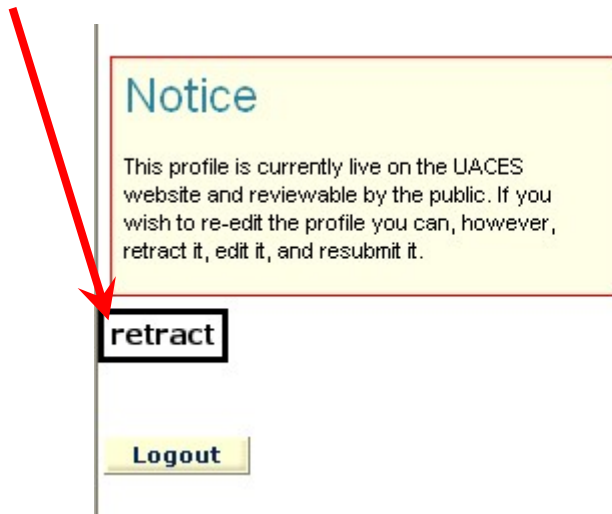 Notice
This profile is currently live on the UACES
website and reviewable by the public. If you
wish to re-edit the profile you can, however,
retract it, edit it, and resubmit it.
retract
Logout